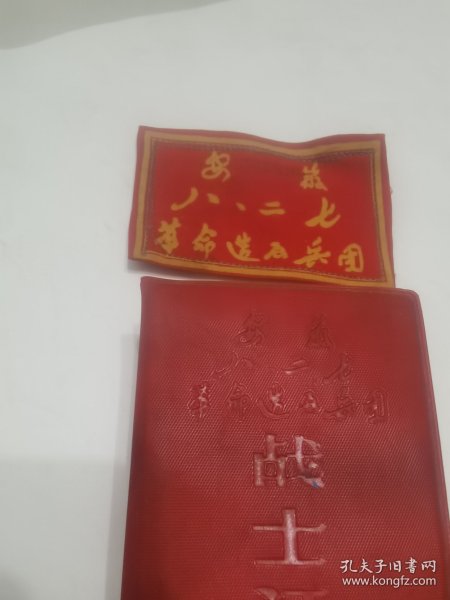 安徽
八、二七
革命造反兵团
安徽
八、二七
革命造反兵团
战
士
证
孔夫子旧书网
www.kongfz.com